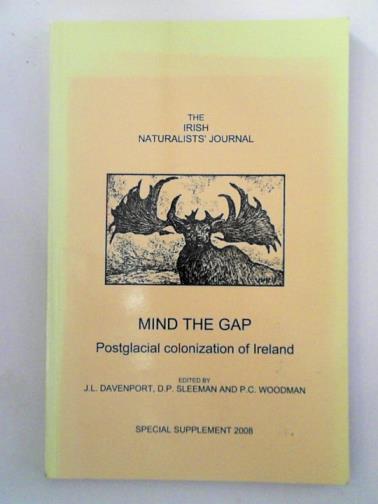 THE
IRISH
NATURALISTS' JOURNAL
MIND THE GAP
Postglacial colonization of Ireland
EDITED BY
J.L. DAVENPORT, D.P. SLEEMAN AND P.C. WOODMAN
SPECIAL SUPPLEMENT 2008